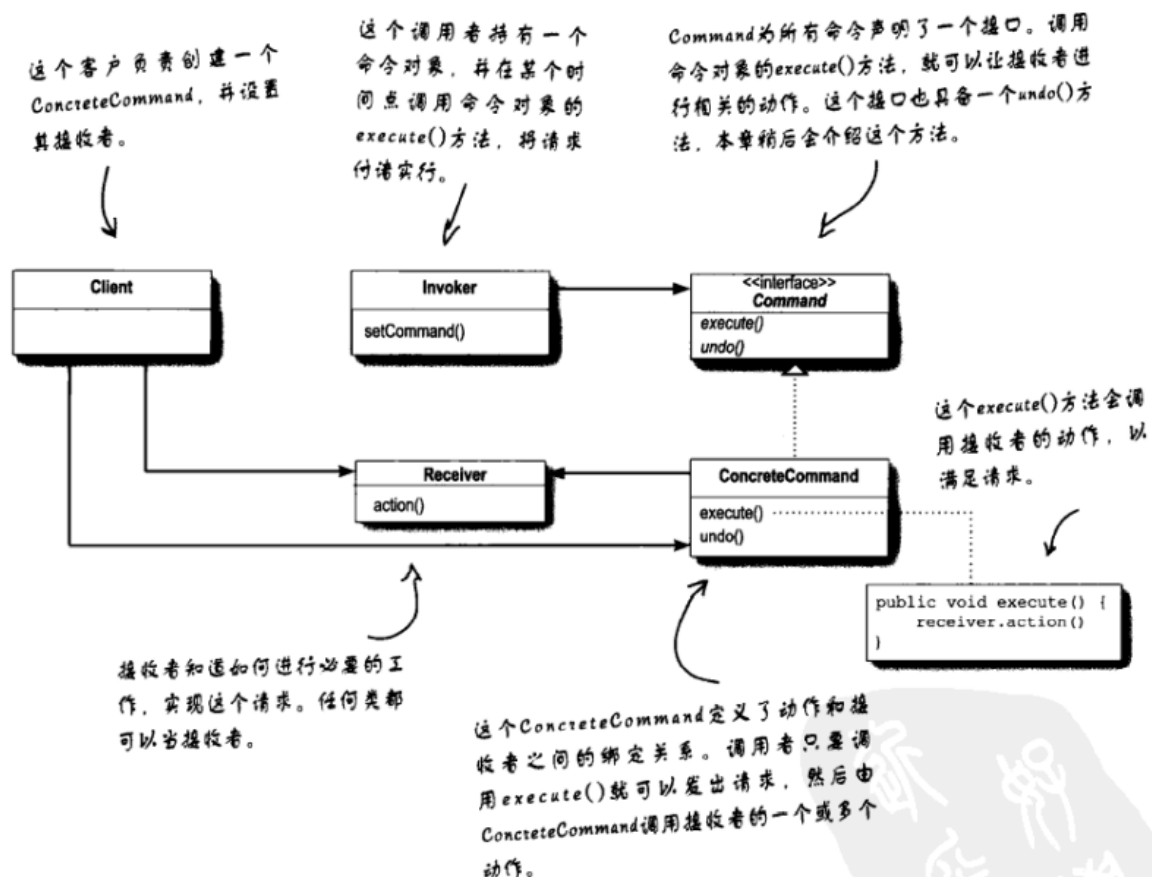 这个客户负责创建一个
ConcreteCommand，并设置
其接收者。
这个调用者持有一个
命令对象，并在某个时
间点调用命令对象的
execute()方法，将请求
付诸实行。
Command为所有命令声明了一个接口。调用
命令对象的execute()方法，就可以让接收者进
行相关的动作。这个接口也具备一个undo()方
法，本章稍后会介绍这个方法。
Client
Invoker
setCommand()
<<interface>>
Command
execute()
undo()
这个execute()方法会调
用接收者的动作，以
满足请求。
Receiver
action()
ConcreteCommand
execute()
undo()
public void execute() {
receiver.action()
}
接收者知道如何进行必要的工
作，实现这个请求。任何类都
可以当接收者。
这个ConcreteCommand定义了动作和接
收者之间的绑定关系。调用者只要调
用execute()就可以发出请求，然后由
ConcreteCommand调用接收者的一个或多个
动作。